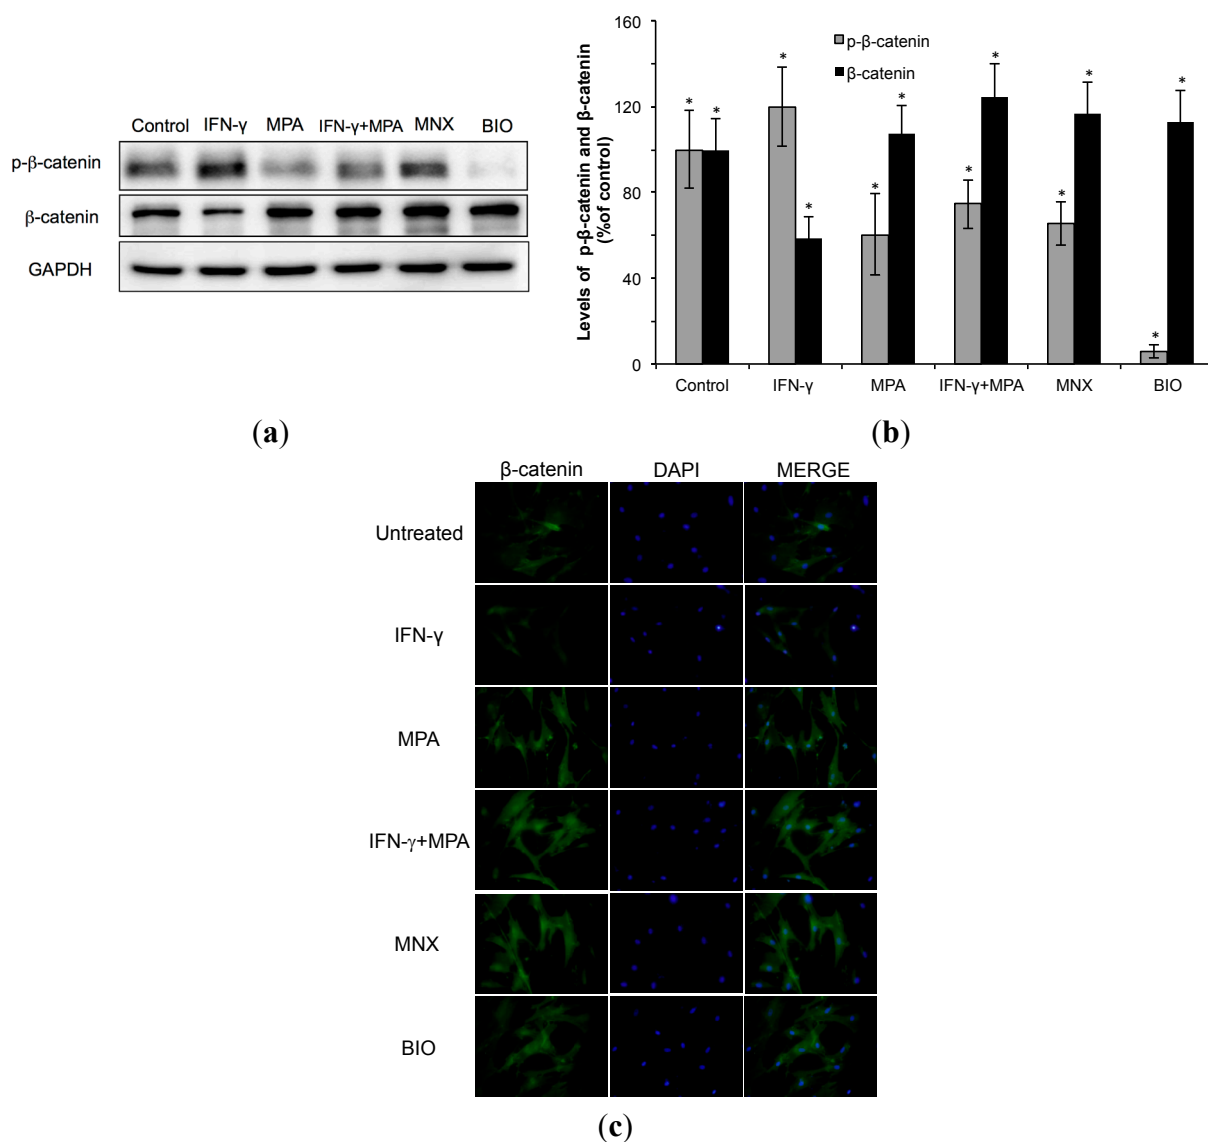 Control IFN-γ MPA IFN-γ+MPA MNX BIO
p-β-catenin
β-catenin
GAPDH
(a)
Levels of p-β-catenin and β-catenin
(%of control)
160
120
80
40
0
p-β-catenin
β-catenin
* * * * * * * * * * * *
Control IFN-γ MPA IFN-γ+MPA MNX BIO
(b)
β-catenin DAPI MERGE
Untreated
IFN-γ
MPA
IFN-γ+MPA
MNX
BIO
(c)